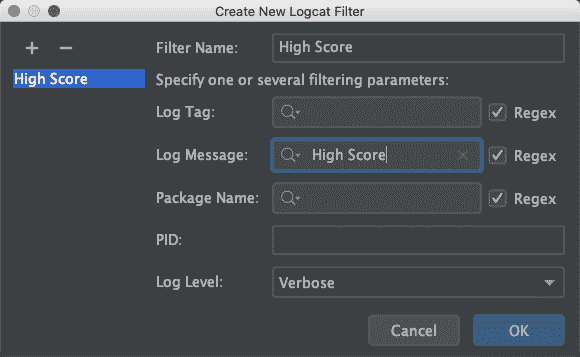 Create New Logcat Filter
High Score
Filter Name: High Score
Specify one or several filtering parameters:
Log Tag: Regex
Log Message: High Score Regex
Package Name: Regex
PID:
Log Level: Verbose
Cancel OK